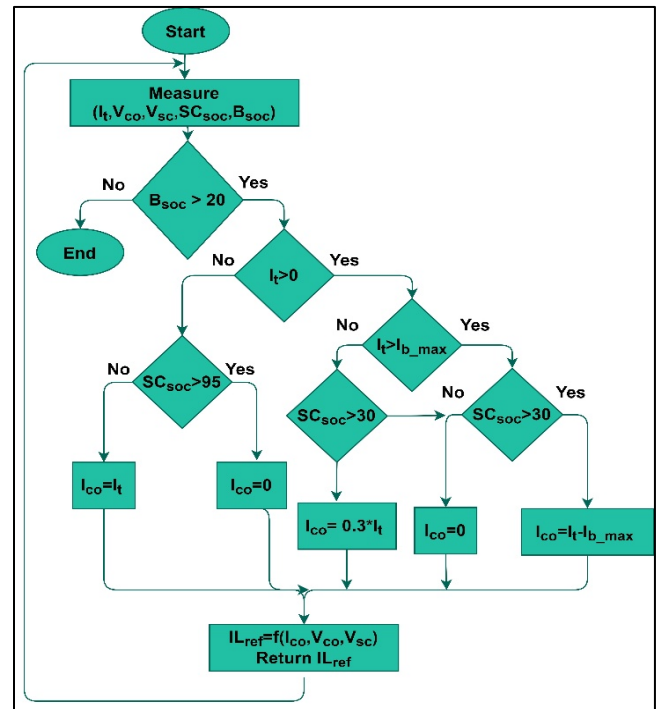 Start
Measure
(It,Vco,Vsc,SCsoc,Bsoc)
No
Bsoc > 20
Yes
End
No
It>0
Yes
No
It>Ib_max
Yes
No
SCsoc>95
Yes
SCsoc>30
No
SCsoc>30
Yes
Ico=It
Ico=0
Ico= 0.3*It
Ico=0
Ico=It-Ib_max
ILref=f(Ico,Vco,Vsc)
Return ILref